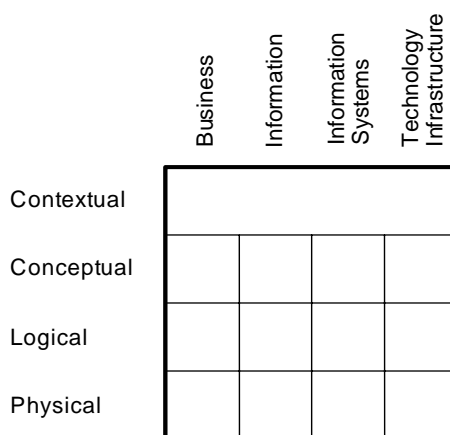 Business
Information
Information
Systems
Technology
Infrastructure
Contextual
Conceptual
Logical
Physical